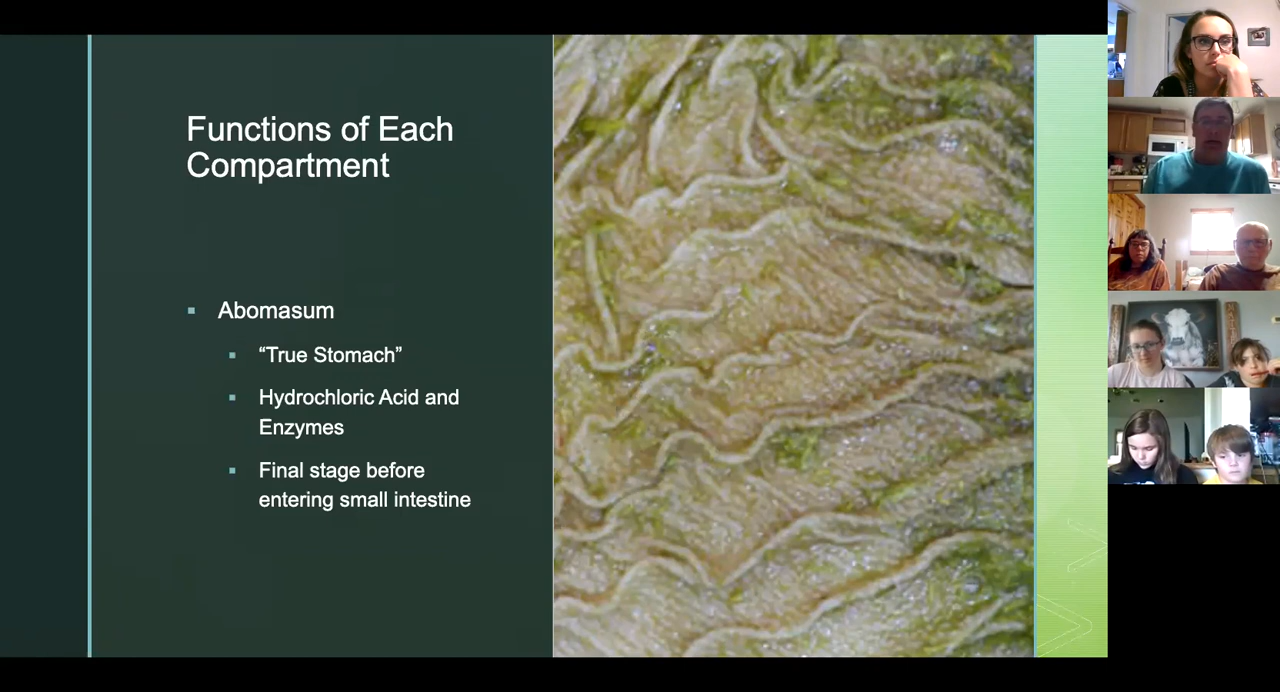 Functions of Each
Compartment
Abomasum
“True Stomach”
Hydrochloric Acid and
Enzymes
Final stage before
entering small intestine